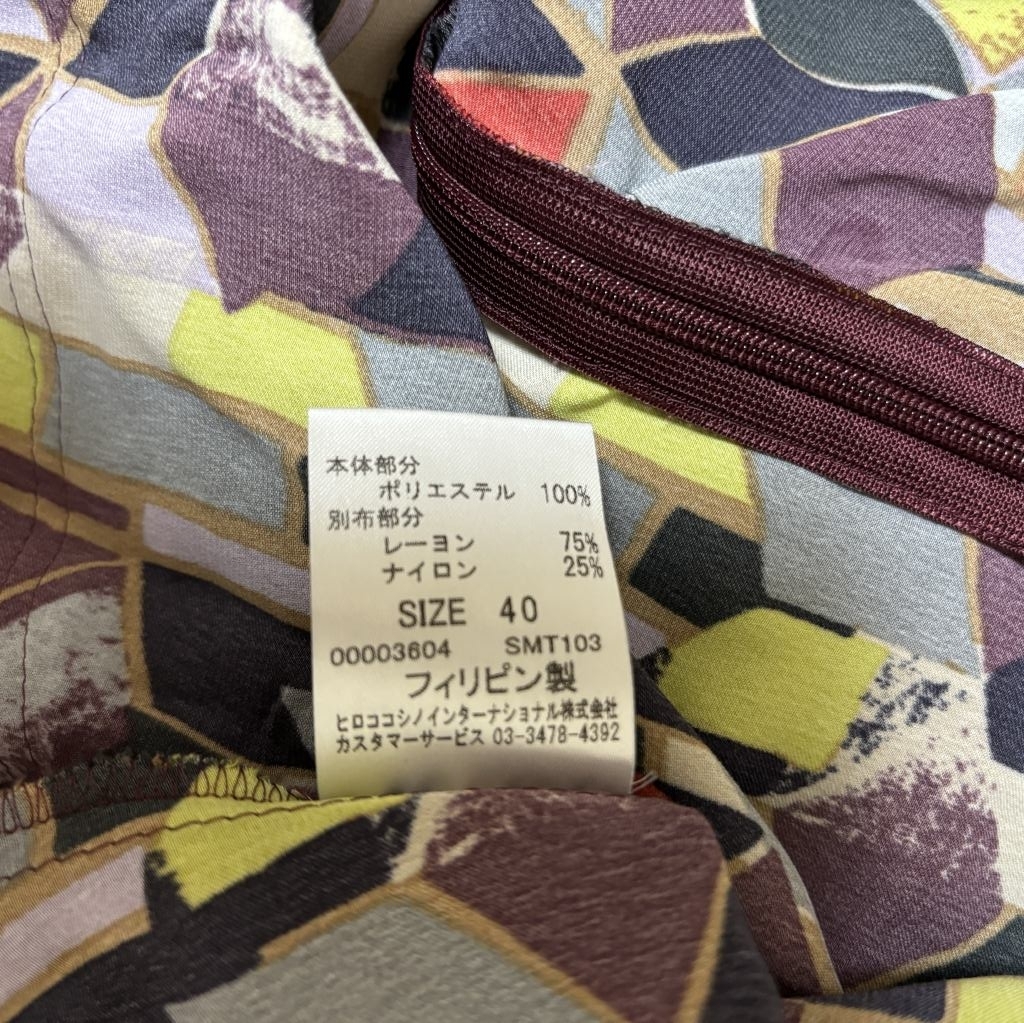 本体部分
ポリエステル 100%
別布部分
レーヨン 75%
ナイロン 25%
SIZE 40
00003604 SMT103
フィリピン製
ヒロココシノインターナショナル株式会社
カスタマーサービス 03-3478-4392